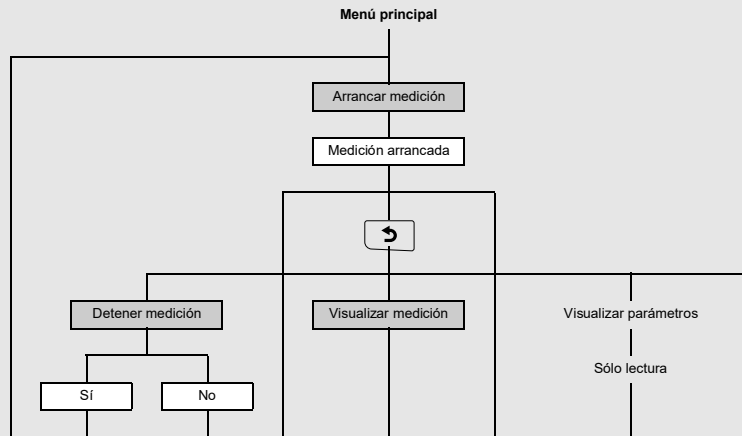 Menú principal
Arrancar medición
Medición arrancada
Detener medición
Visualizar medición
Visualizar parámetros
Sólo lectura
Sí
No